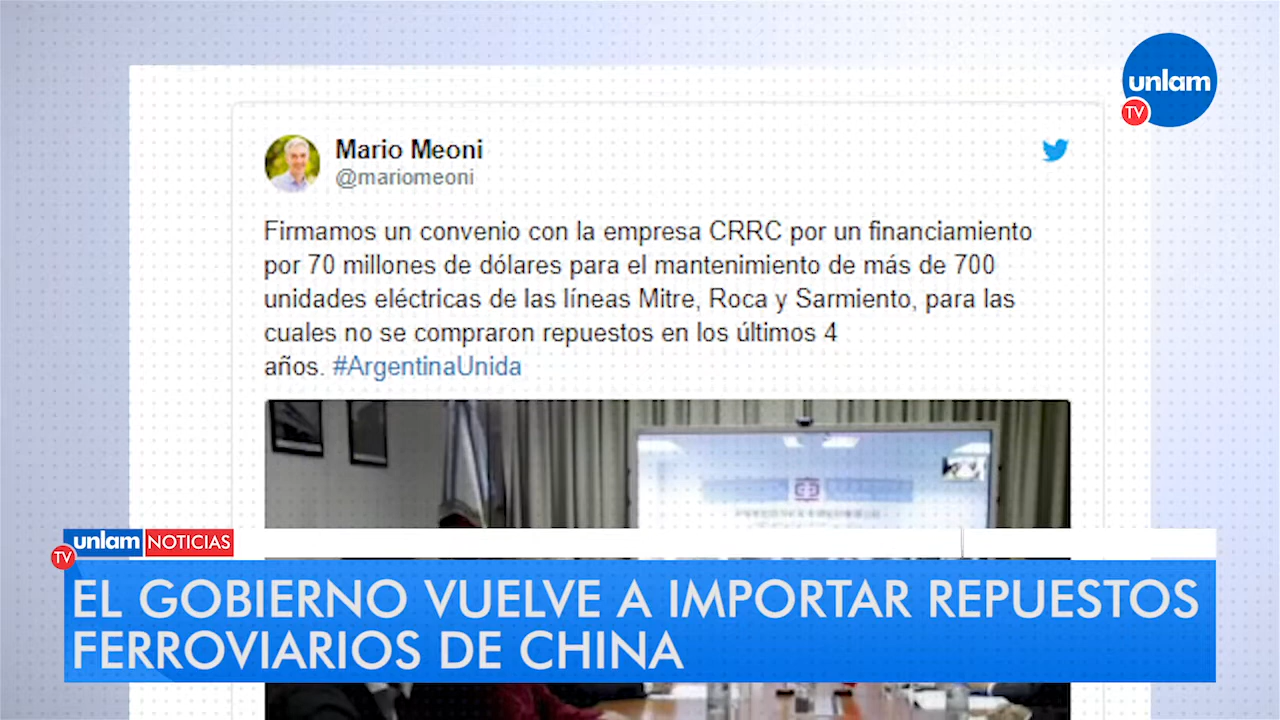 unlam
TV
Mario Meoni
@mariomeoni
Firmamos un convenio con la empresa CRRC por un financiamiento
por 70 millones de dólares para el mantenimiento de más de 700
unidades eléctricas de las líneas Mitre, Roca y Sarmiento, para las
cuales no se compraron repuestos en los últimos 4
años. #ArgentinaUnida
unlam NOTICIAS
TV
EL GOBIERNO VUELVE A IMPORTAR REPUESTOS
FERROVIARIOS DE CHINA